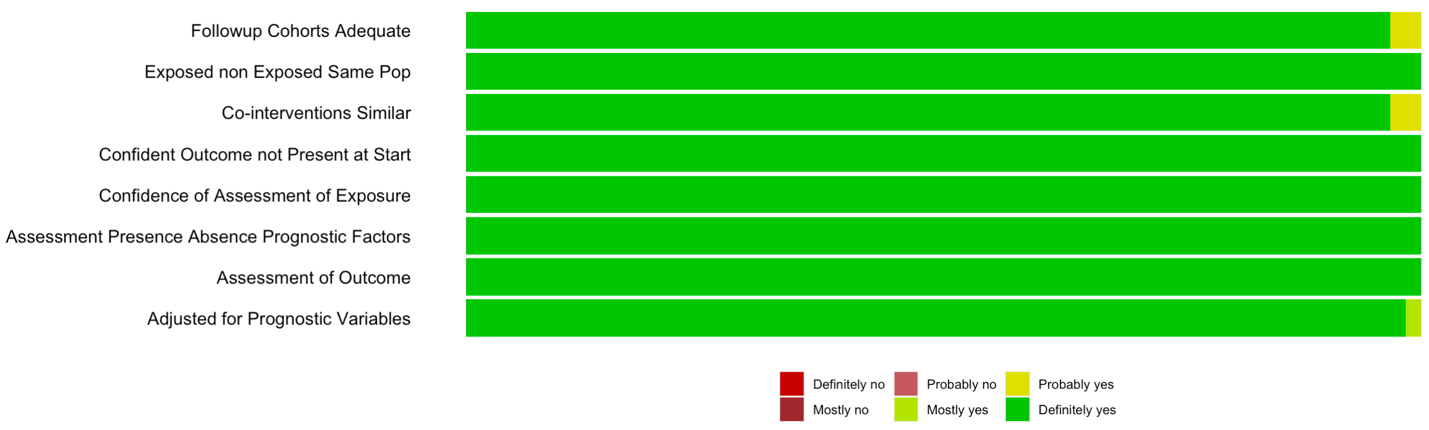 Followup Cohorts Adequate
Exposed non Exposed Same Pop
Co-interventions Similar
Confident Outcome not Present at Start
Confidence of Assessment of Exposure
Assessment Presence Absence Prognostic Factors
Assessment of Outcome
Adjusted for Prognostic Variables
Definitely no Probably no Probably yes
Mostly no Mostly yes Definitely yes